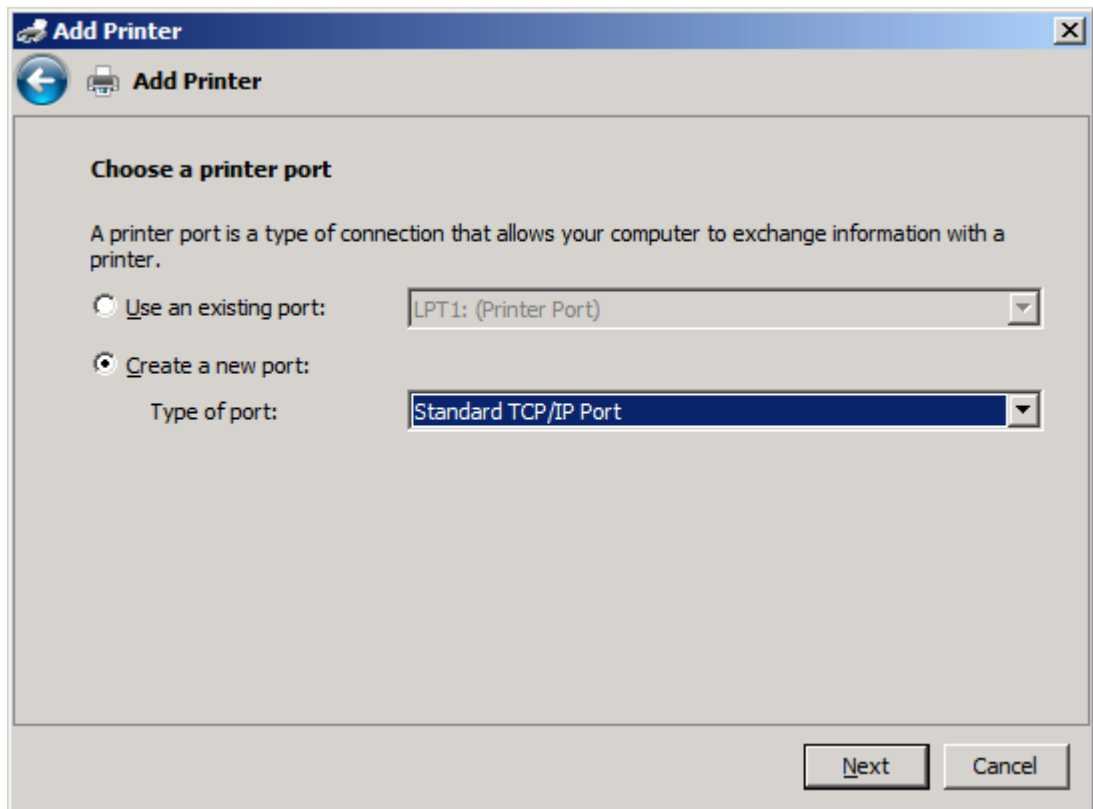 Add Printer
Add Printer
Choose a printer port
A printer port is a type of connection that allows your computer to exchange information with a
printer.
Use an existing port: LPT1: (Printer Port)
Create a new port:
Type of port: Standard TCP/IP Port
Next Cancel